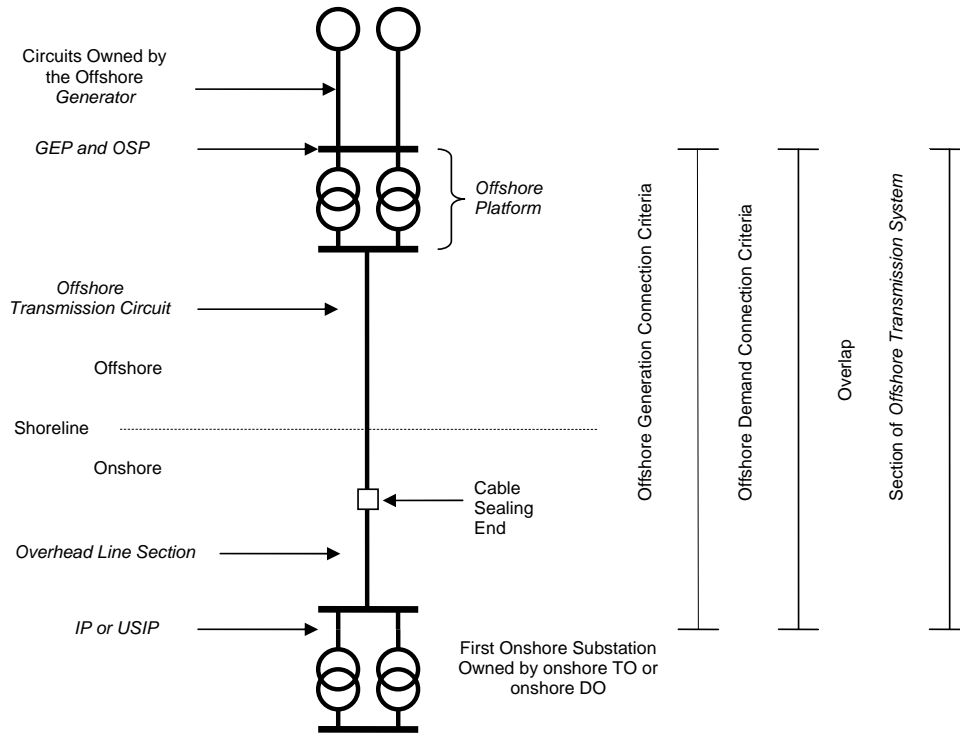 Circuits Owned by
the Offshore
Generator
GEP and OSP
Offshore
Platform
Offshore
Transmission Circuit
Offshore
Shoreline
Onshore
Cable
Sealing
End
Overhead Line Section
IP or USIP
First Onshore Substation
Owned by onshore TO or
onshore DO
Offshore Generation Connection Criteria
Offshore Demand Connection Criteria
Overlap
Section of Offshore Transmission System